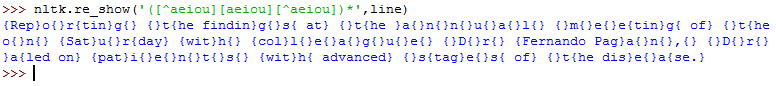 >>> nltk.re_show('([^aeiou][aeiou][^aeiou])*',line)
{Rep}o{}r{tin}g{} {}t{he findin}g{}s{ at} {}t{he }a{}n{}n{}u{}a{}l{} {}m{}e{}e{tin}g{ of} {}t{he
o}n{} {Sat}u{}r{day} {wit}h{} {col}l{}e{}a{}g{}u{}e{} {}D{}r{} {Fernando Pag}a{}n{},{} {}D{}r{}
}a{led on} {pat}i{}e{}n{}t{}s{} {wit}h{ advanced} {}s{tag}e{}s{ of} {}t{he dis}e{}a{se.}
>>>